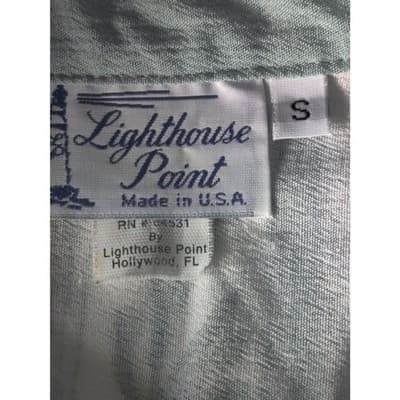 Lighthouse
Point
Made in U.S.A.
S
RN #
By
Lighthouse Point
Hollywood, FL